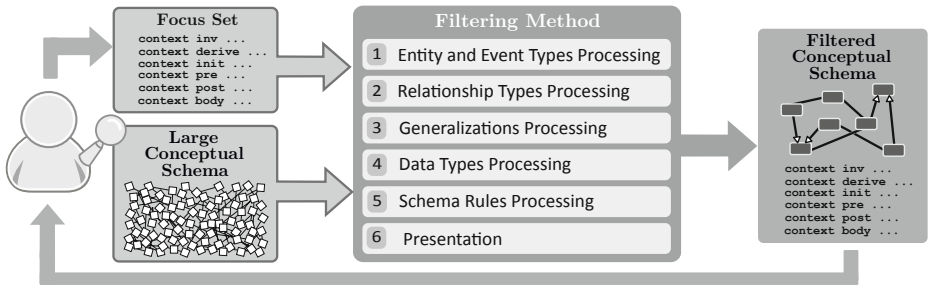 Focus Set
context inv ...
context derive ...
context init ...
context pre ...
context post ...
context body ...
Large
Conceptual
Schema
Filtering Method
1 Entity and Event Types Processing
2 Relationship Types Processing
3 Generalizations Processing
4 Data Types Processing
5 Schema Rules Processing
6 Presentation
Filtered
Conceptual
Schema
context inv ...
context derive ...
context init ...
context pre ...
context post ...
context body ...